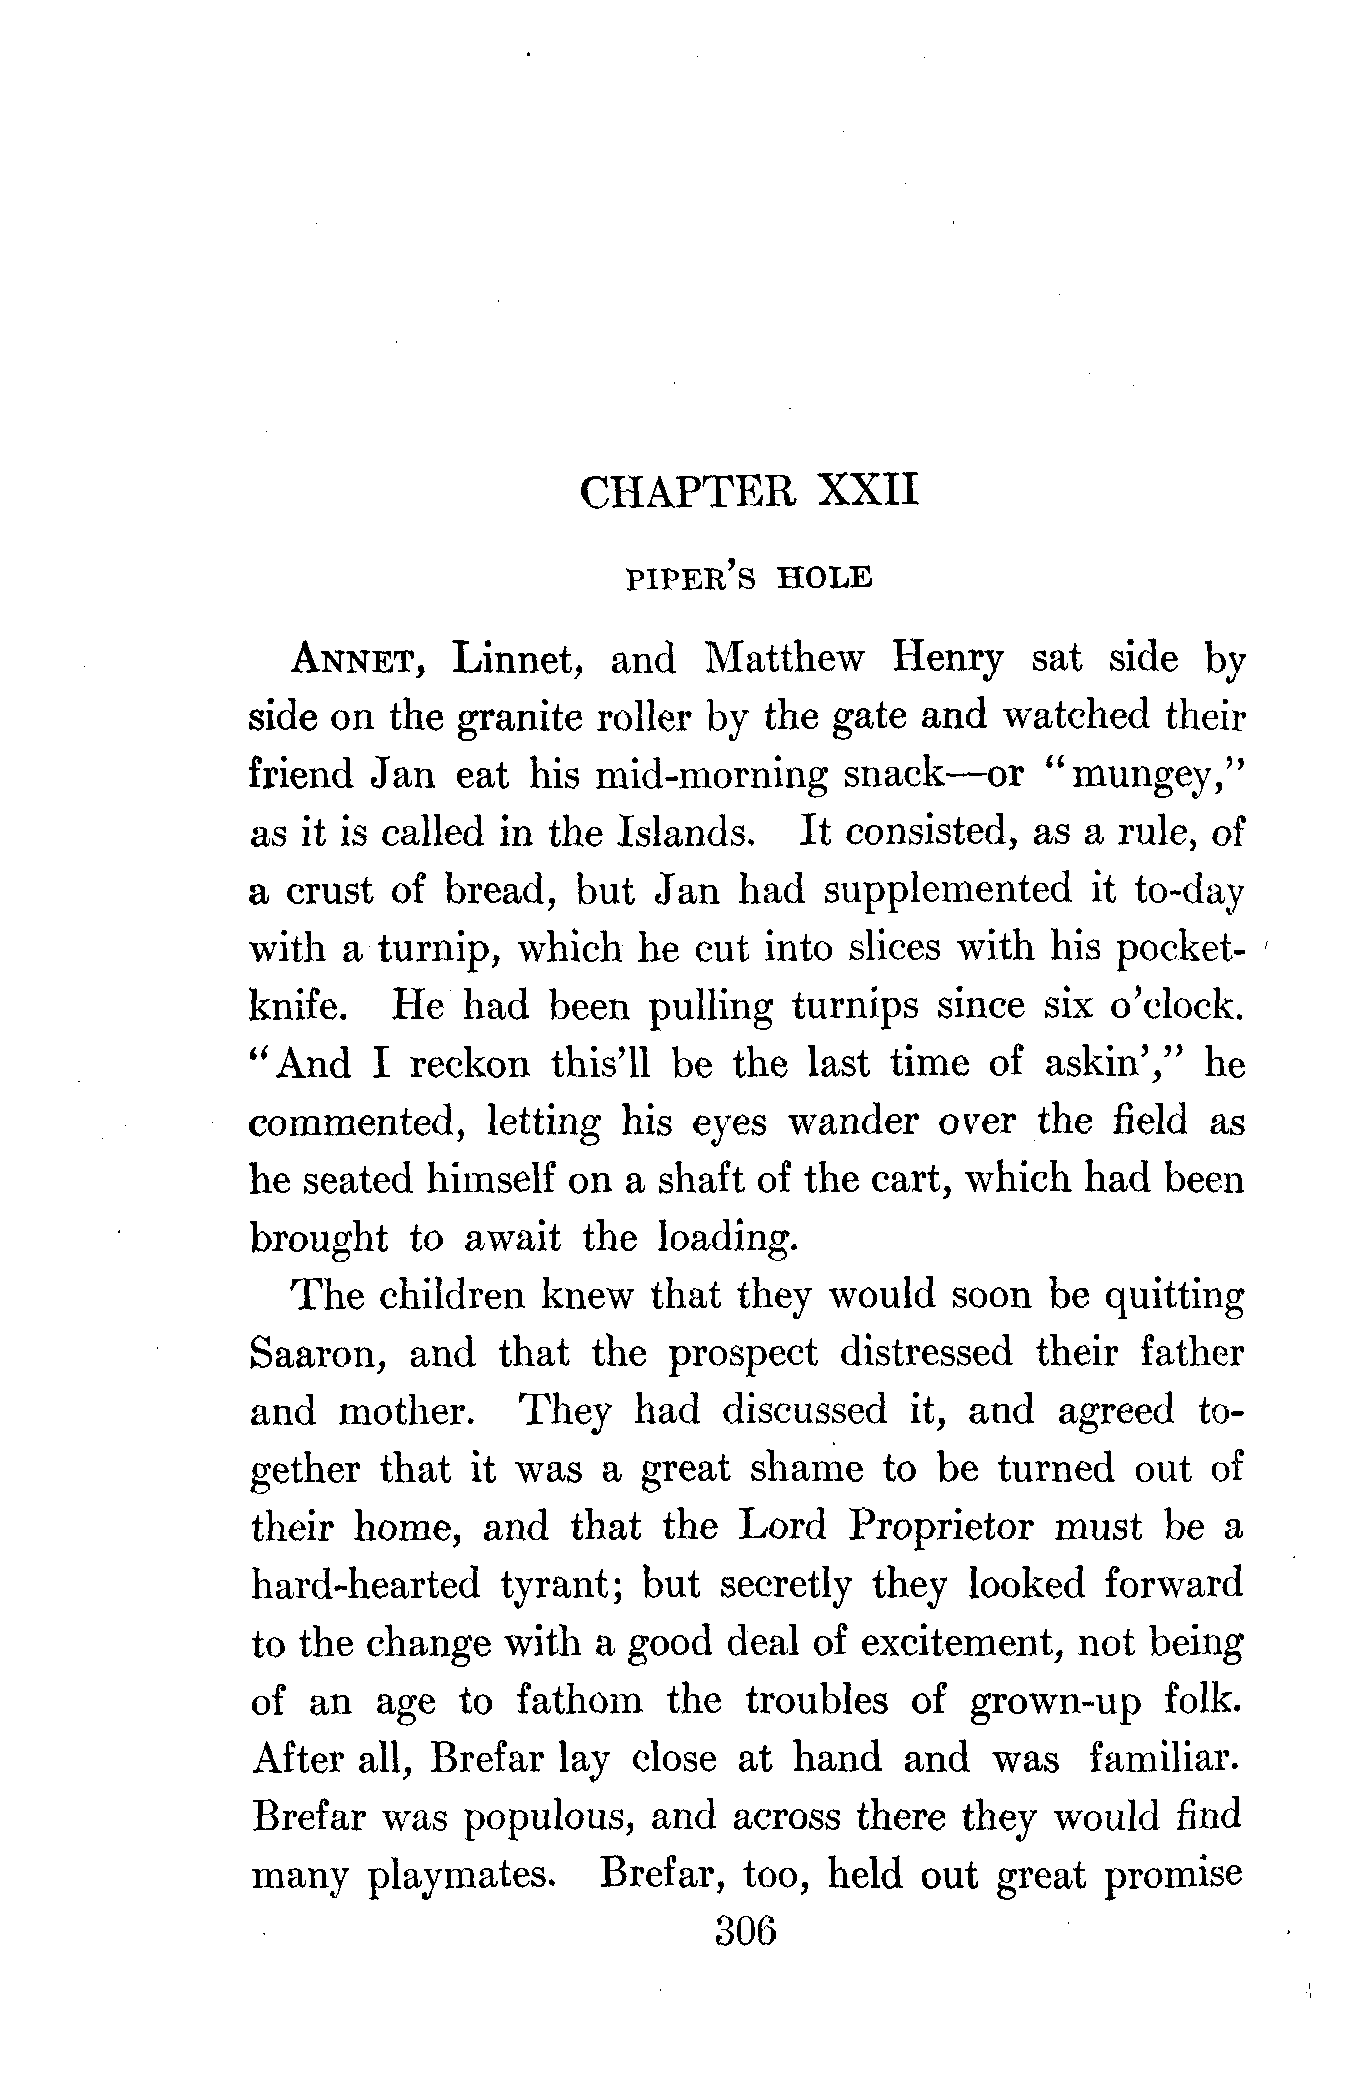 CHAPTER XXII
PIPER'S HOLE
ANNET, Linnet, and Matthew Henry sat side by
side on the granite roller by the gate and watched their
friend Jan eat his mid-morning snack—or "mungey,"
as it is called in the Islands. It consisted, as a rule, of
a crust of bread, but Jan had supplemented it to-day
with a turnip, which he cut into slices with his pocket-
knife. He had been pulling turnips since six o'clock.
"And I reckon this'll be the last time of askin'," he
commented, letting his eyes wander over the field as
he seated himself on a shaft of the cart, which had been
brought to await the loading.
The children knew that they would soon be quitting
Saaron, and that the prospect distressed their father
and mother. They had discussed it, and agreed to-
gether that it was a great shame to be turned out of
their home, and that the Lord Proprietor must be a
hard-hearted tyrant; but secretly they looked forward
to the change with a good deal of excitement, not being
of an age to fathom the troubles of grown-up folk.
After all, Brefar lay close at hand and was familiar.
Brefar was populous, and across there they would find
many playmates. Brefar, too, held out great promise
306